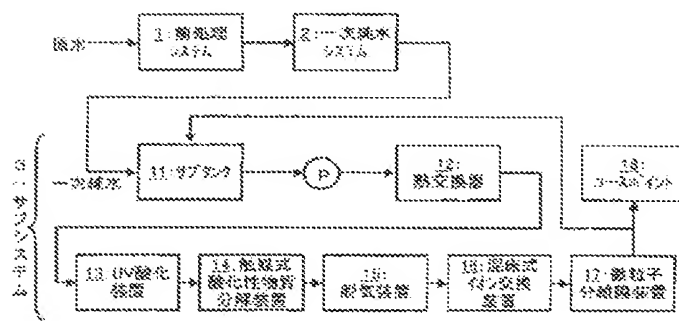 原水
1:前処理
システム
2:一次純水
システム
3:サブシステム
一次純水
11:サブタンク
P
12:
熱交換器
18:
ユースポイント
13:UV酸化
装置
14:触媒式
酸化性物質
分解装置
15:
脱気装置
16:混床式
イオン交換
装置
17:微粒子
分離膜装置